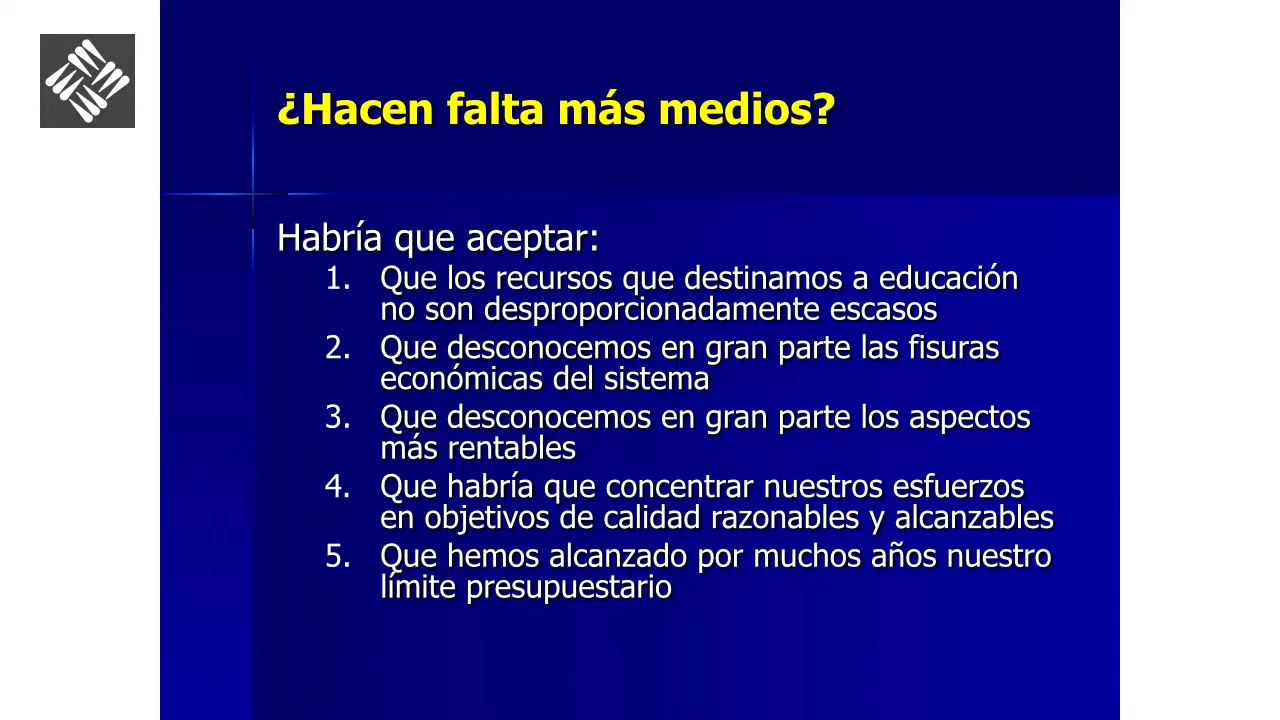 ¿Hacen falta más medios?
Habría que aceptar:
1. Que los recursos que destinamos a educación
no son desproporcionadamente escasos
2. Que desconocemos en gran parte las fisuras
económicas del sistema
3. Que desconocemos en gran parte los aspectos
más rentables
4. Que habría que concentrar nuestros esfuerzos
en objetivos de calidad razonables y alcanzables
5. Que hemos alcanzado por muchos años nuestro
límite presupuestario